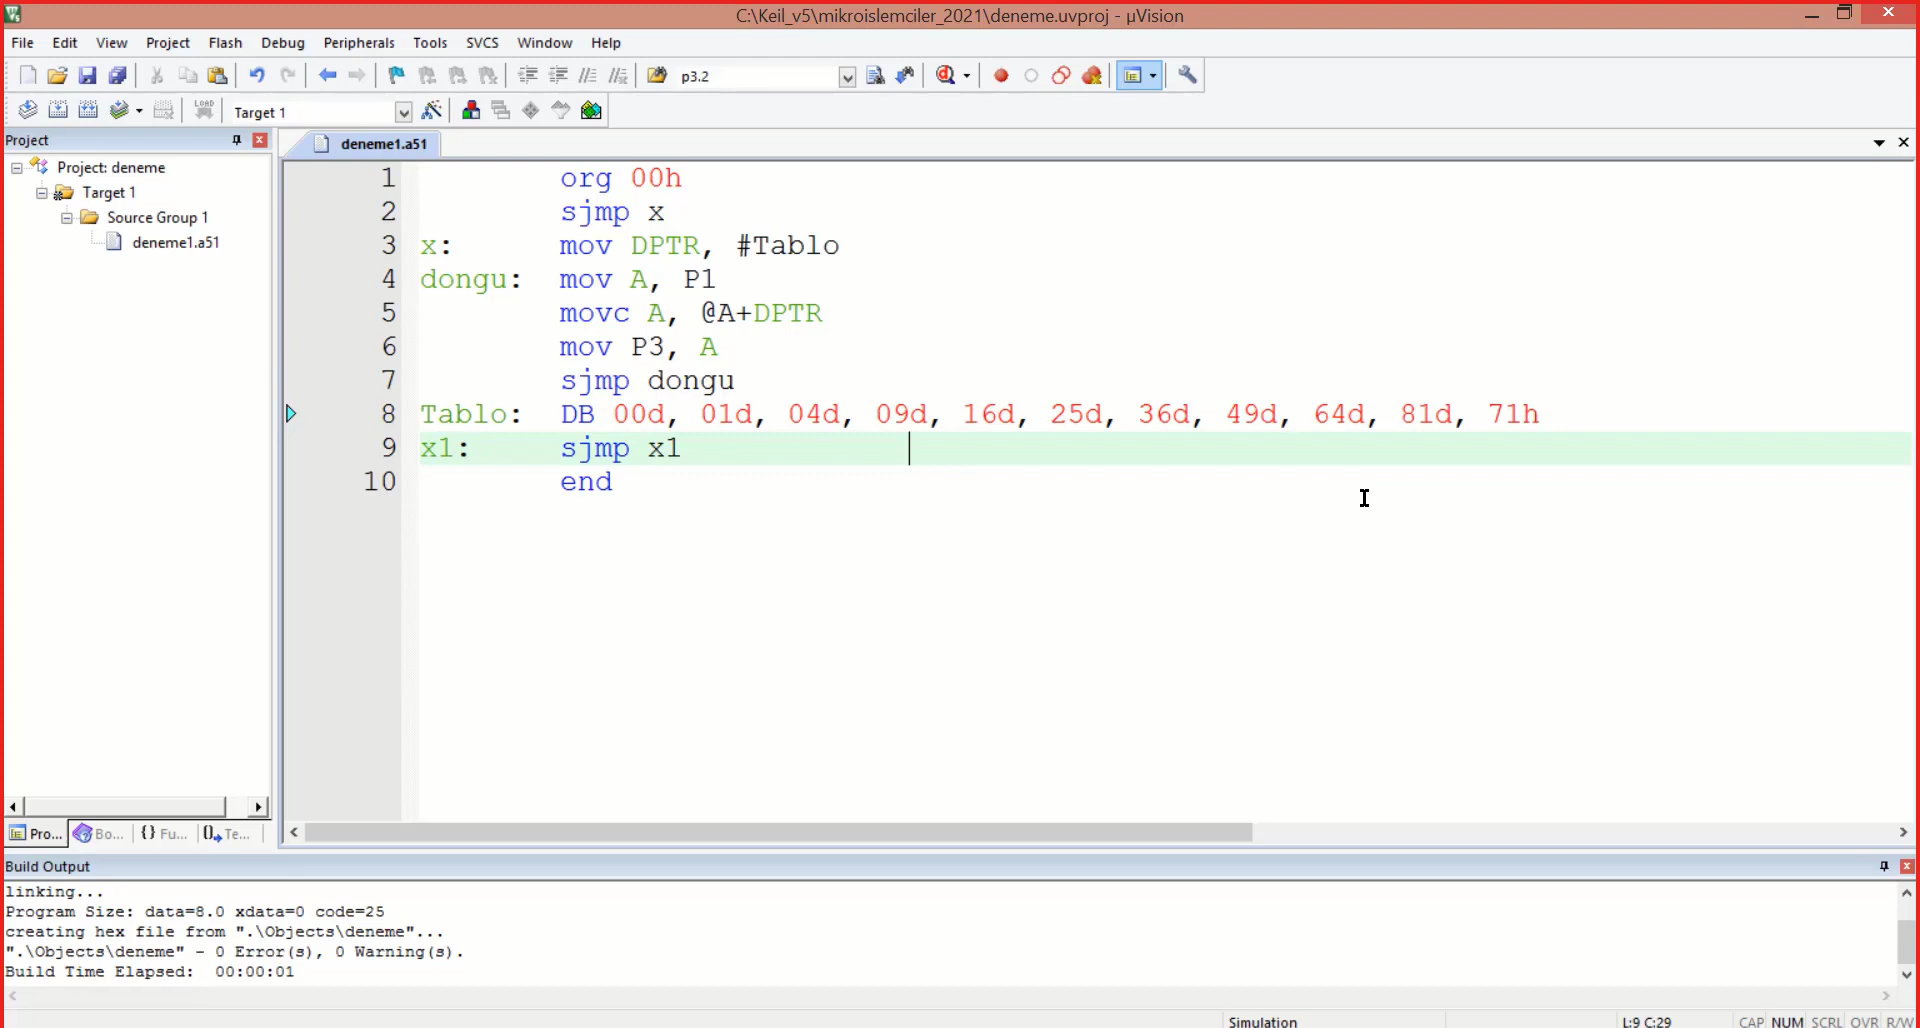 C:\Keil_v5\mikroislemciler_2021\deneme.uvproj - µVision
File Edit View Project Flash Debug Peripherals Tools SVCS Window Help
p3.2
LOAD Target 1
Project
deneme1.a51
Project: deneme
Target 1
Source Group 1
deneme1.a51
1 org 00h
2 sjmp x
3 x: mov DPTR, #Tablo
4 dongu: mov A, P1
5 movc A, @A+DPTR
6 mov P3, A
7 sjmp dongu
8 Tablo: DB 00d, 01d, 04d, 09d, 16d, 25d, 36d, 49d, 64d, 81d, 71h
9 x1: sjmp x1
10 end
Pro... Bo... {} Fu... Te...
Build Output
linking...
Program Size: data=8.0 xdata=0 code=25
creating hex file from ".\Objects\deneme"...
".\Objects\deneme" - 0 Error(s), 0 Warning(s).
Build Time Elapsed: 00:00:01
Simulation L:9 C:29 CAP NUM SCRL OVR R/W